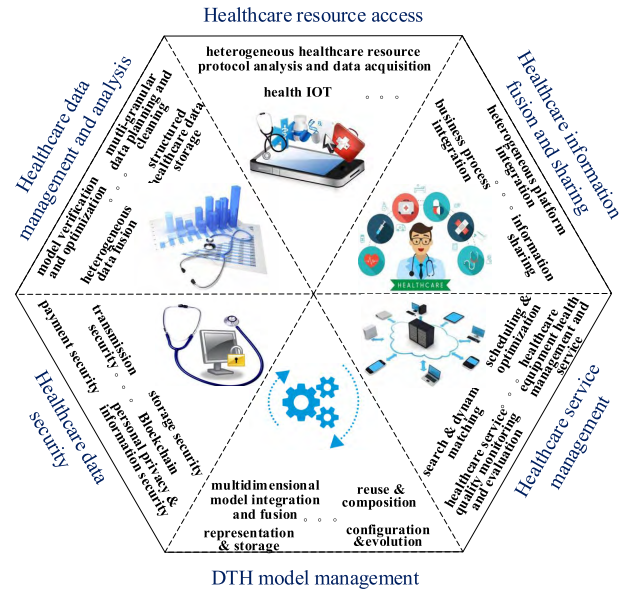 Healthcare resource access
heterogeneous healthcare resource
protocol analysis and data acquisition
health IOT
Healthcare information
fusion and sharing
heterogeneous platform
integration
business process
integration
information
sharing
HEALTHCARE
Healthcare service
management
scheduling &
optimization
healthcare
equipment health
management and
service
search & dynam
matching
healthcare service
quality monitoring
and evaluation
DTH model management
multidimensional
model integration
and fusion
reuse &
composition
representation
& storage
configuration
&evolution
Healthcare data
security
payment security
transmission
security
storage security
Blockchain
personal privacy &
information security
Healthcare data
management and analysis
multi-granular
data planning and
cleaning
structured
healthcare data
storage
model verification
and optimization
heterogeneous
data fusion